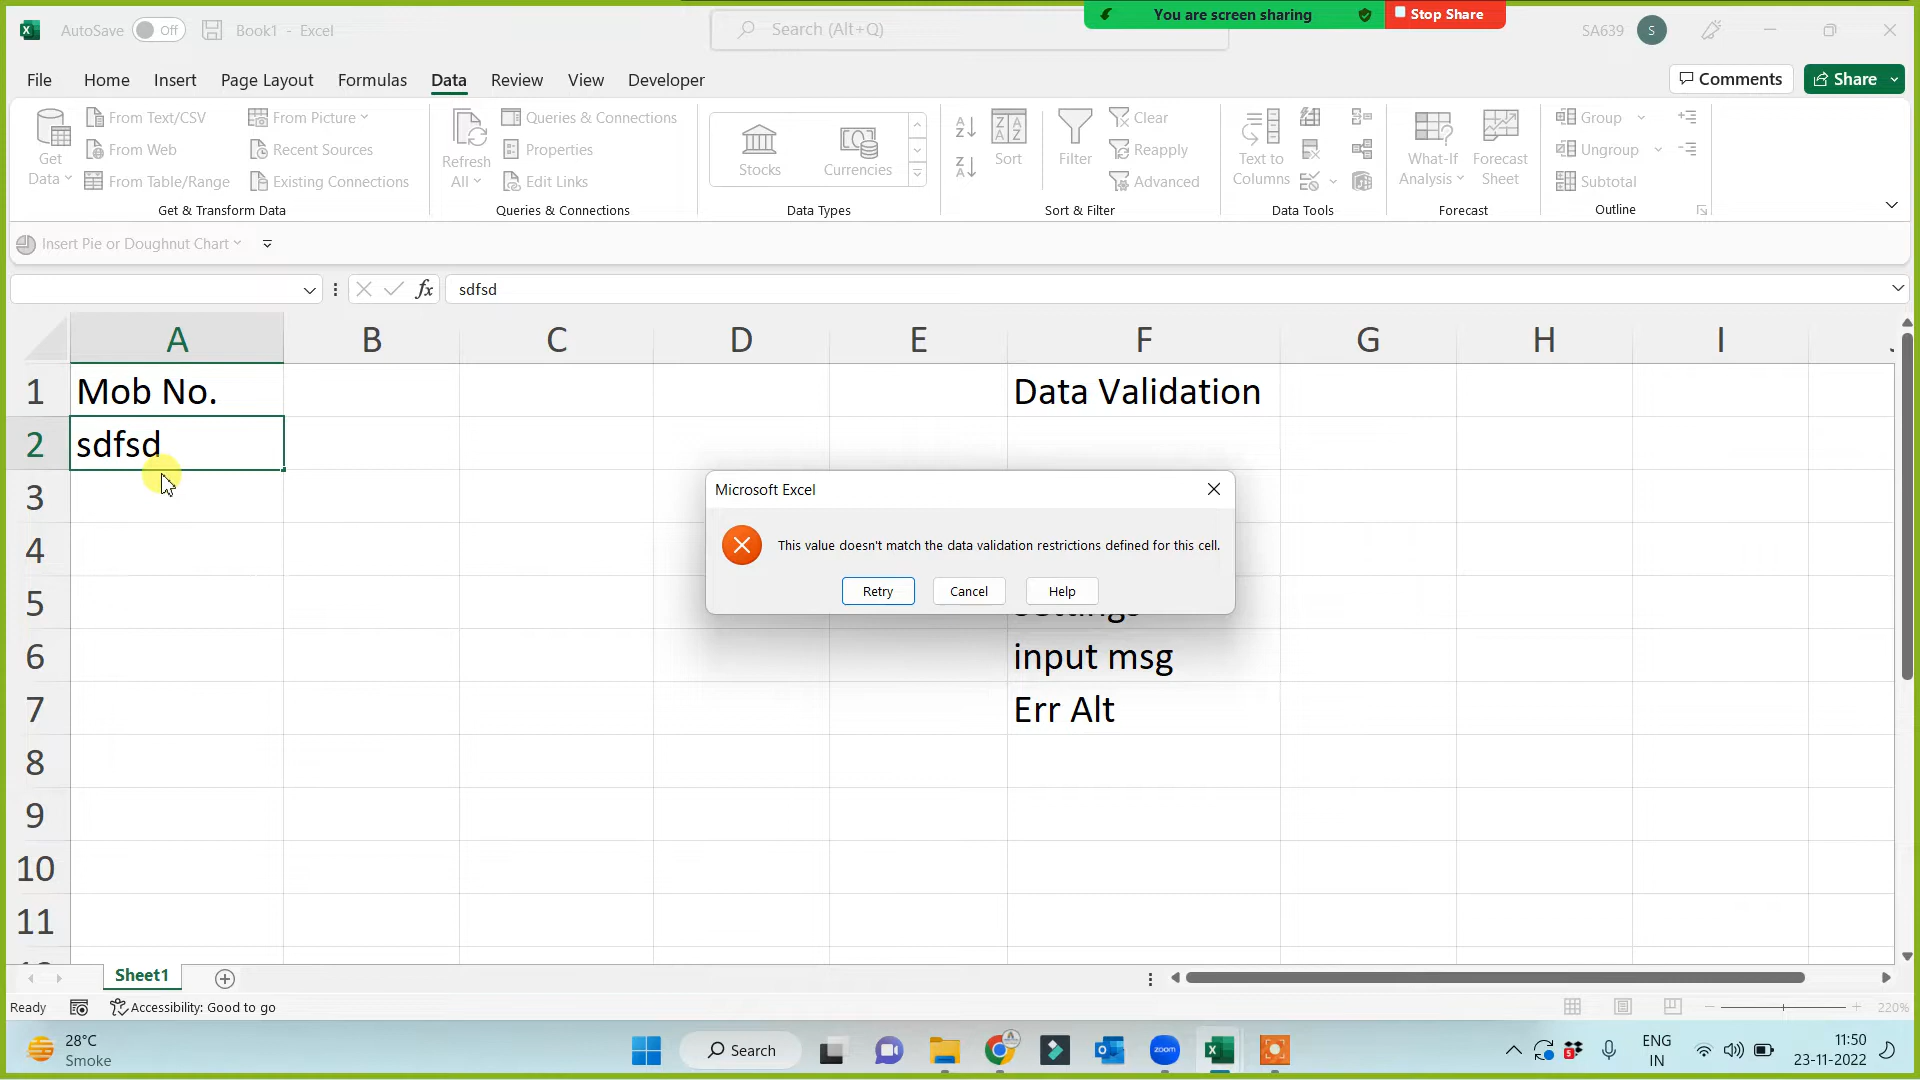 You are screen sharing
Stop Share
AutoSave
Off
Book1 - Excel
Search (Alt+Q)
SA639
S
File
Home
Insert
Page Layout
Formulas
Data
Review
View
Developer
Comments
Share
Get
Data
From Text/CSV
From Web
From Table/Range
From Picture
Recent Sources
Existing Connections
Get & Transform Data
Refresh
All
Queries & Connections
Properties
Edit Links
Queries & Connections
Stocks
Currencies
Data Types
Sort
Filter
Clear
Reapply
Advanced
Sort & Filter
Text to
Columns
Data Tools
What-If
Analysis
Forecast
Sheet
Forecast
Group
Ungroup
Subtotal
Outline
Insert Pie or Doughnut Chart
fx
sdfsd
A B C D E F G H I
1 Mob No. Data Validation
2 sdfsd
3
4
5
6 input msg
7 Err Alt
8
9
10
11
Microsoft Excel
This value doesn't match the data validation restrictions defined for this cell.
Retry
Cancel
Help
Sheet1
Ready
Accessibility: Good to go
220%
28°C
Smoke
Search
zoom
ENG
IN
11:50
23-11-2022